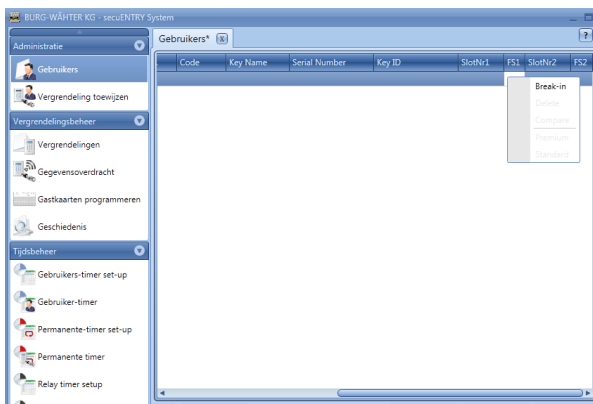 BURG-WÄHTER KG - secuENTRY System
Administratie
Gebruikers
Vergrendeling toewijzen
Vergrendelingsbeheer
Vergrendelingen
Gegevensoverdracht
Gastkaarten programmeren
Geschiedenis
Tijdsbeheer
Gebruikers-timer set-up
Gebruiker-timer
Permanente-timer set-up
Permanente timer
Relay timer setup
Gebruikers* X
?
Code Key Name Serial Number Key ID SlotNr1 FS1 SlotNr2 FS2
Break-in
Delete
Compare
Premium
Standard